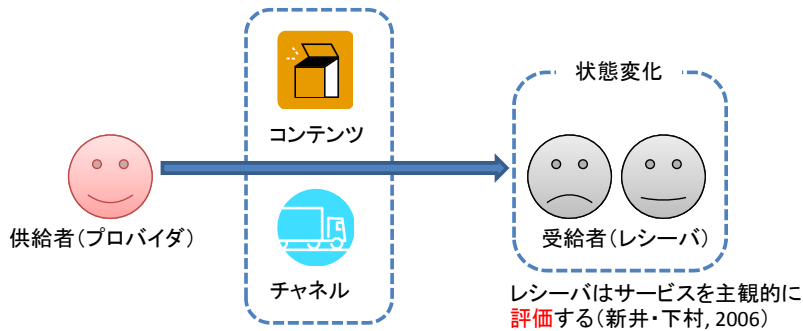 状態変化
コンテンツ
供給者(プロバイダ)
受給者(レシーバ)
チャネル
レシーバはサービスを主観的に
評価する(新井・下村, 2006)